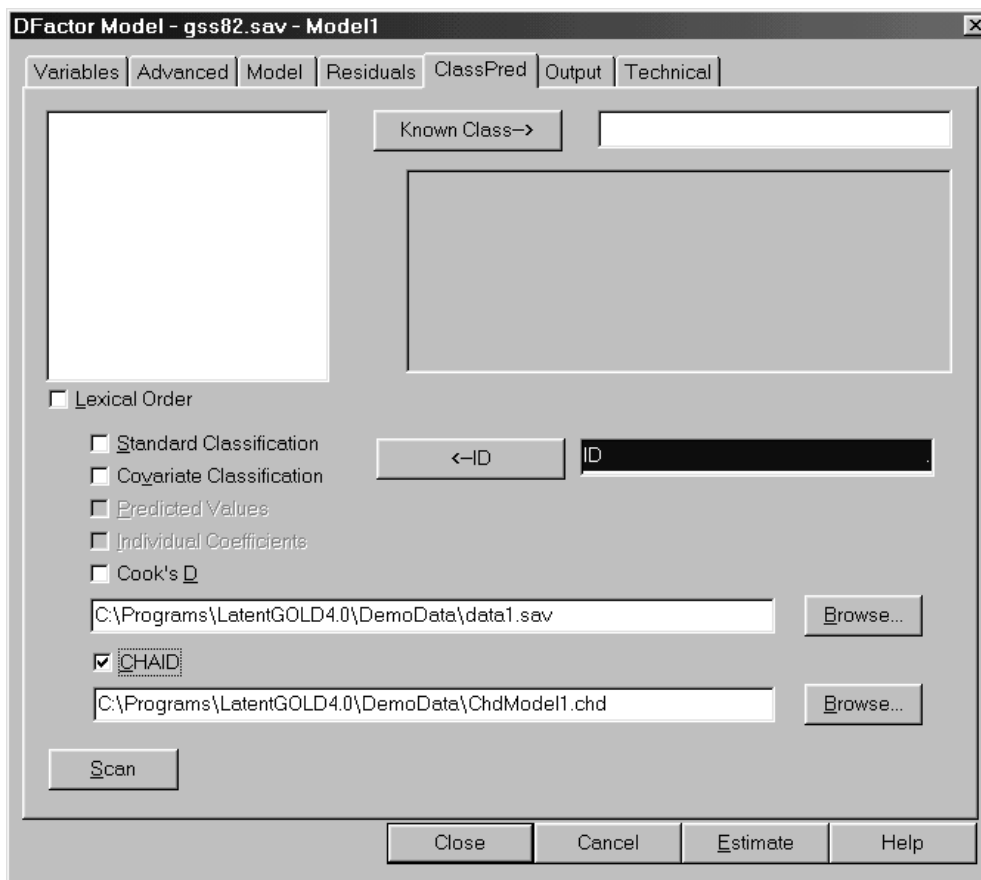 DFactor Model - gss82.sav - Model1
Variables Advanced Model Residuals ClassPred Output Technical
Known Class-->
Lexical Order
Standard Classification
<--ID
ID .
Covariate Classification
Predicted Values
Individual Coefficients
Cook's D
C:\Programs\LatentGOLD4.0\DemoData\data1.sav
Browse...
CHAID
C:\Programs\LatentGOLD4.0\DemoData\ChdModel1.chd
Browse...
Scan
Close Cancel Estimate Help